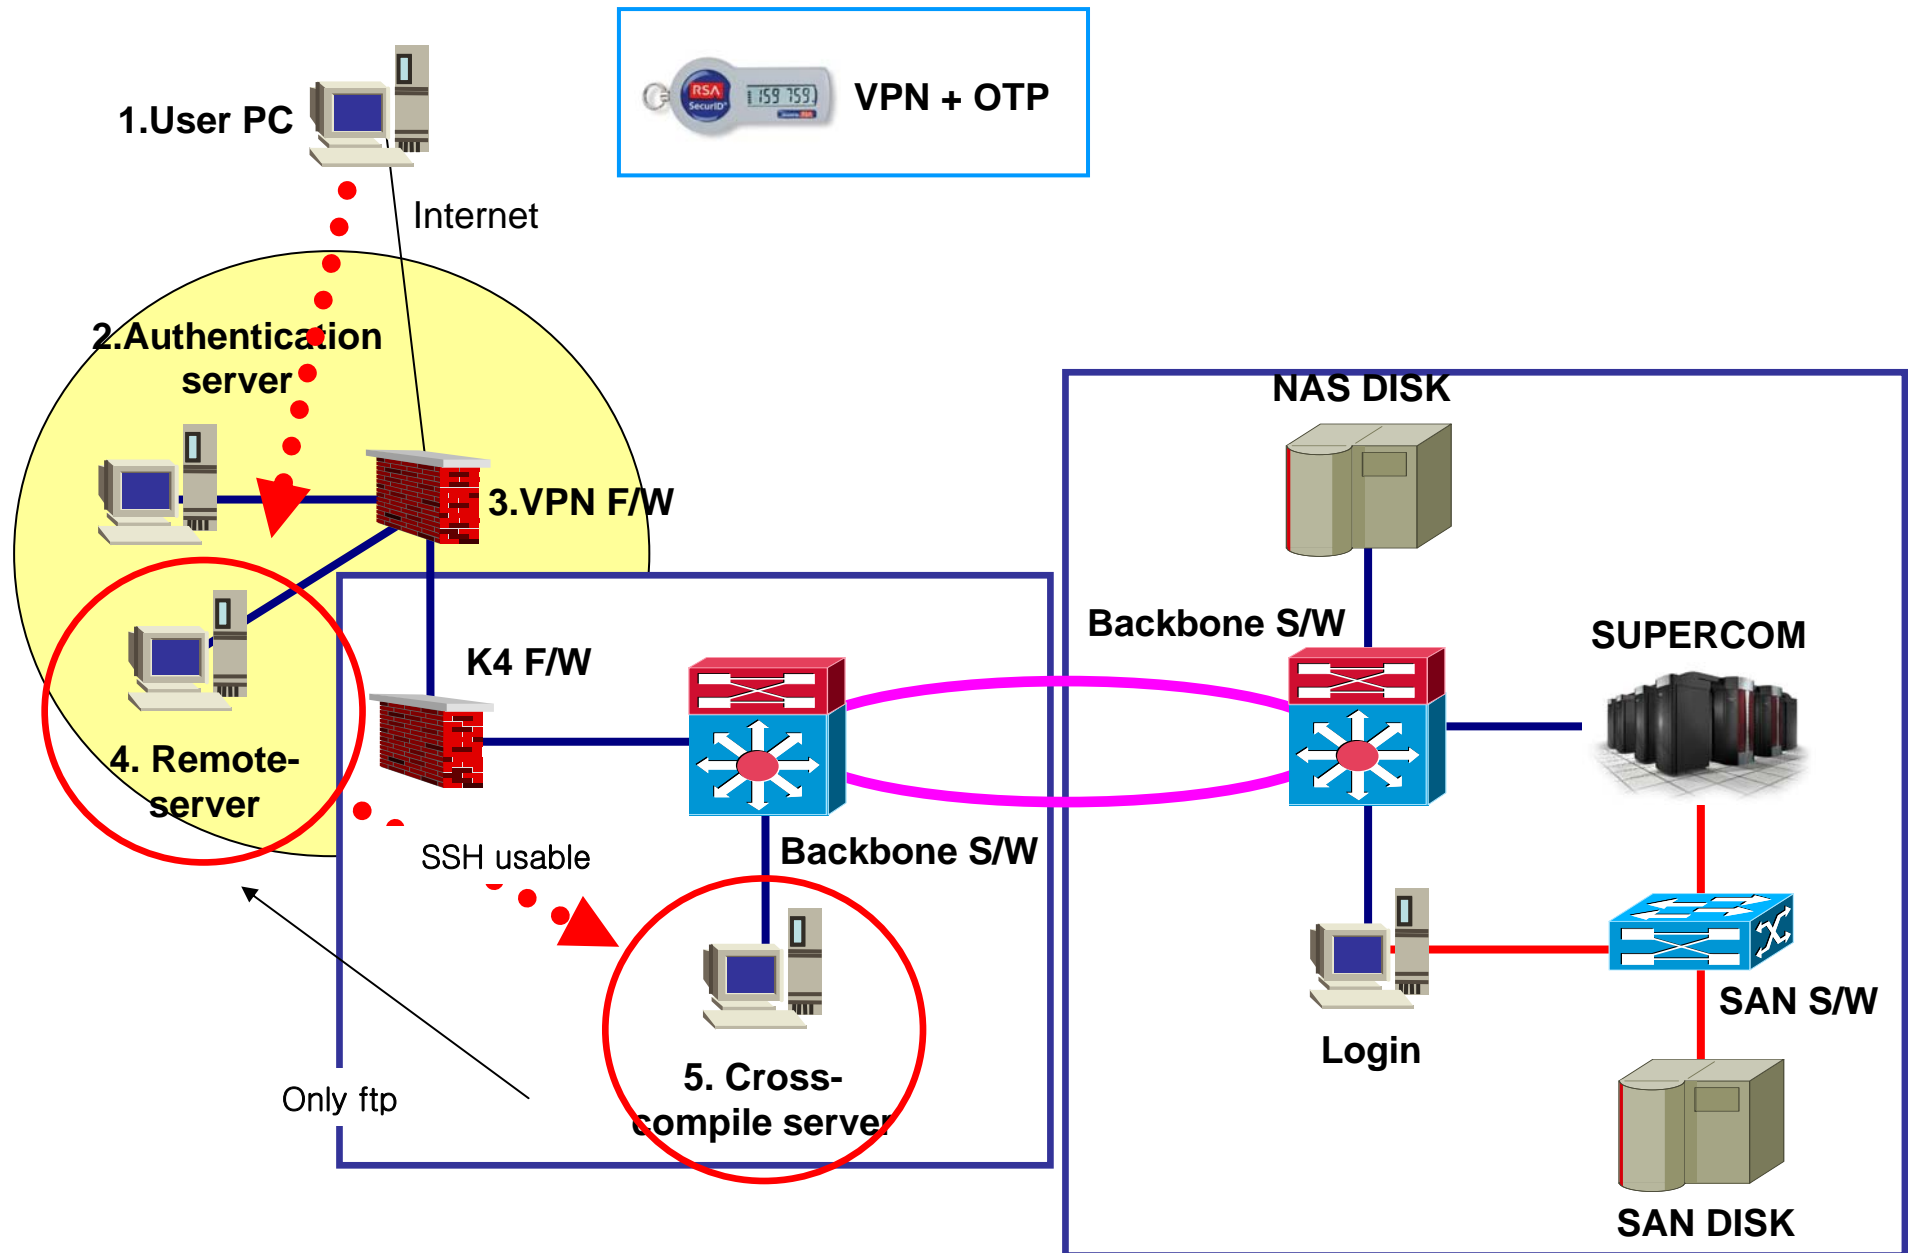 1.User PC
RSA
SecurID
159 759
VPN + OTP
Internet
2.Authentication
server
3.VPN F/W
NAS DISK
Backbone S/W
SUPERCOM
K4 F/W
4. Remote-
server
SSH usable
Backbone S/W
SAN S/W
Login
5. Cross-
compile server
Only ftp
SAN DISK